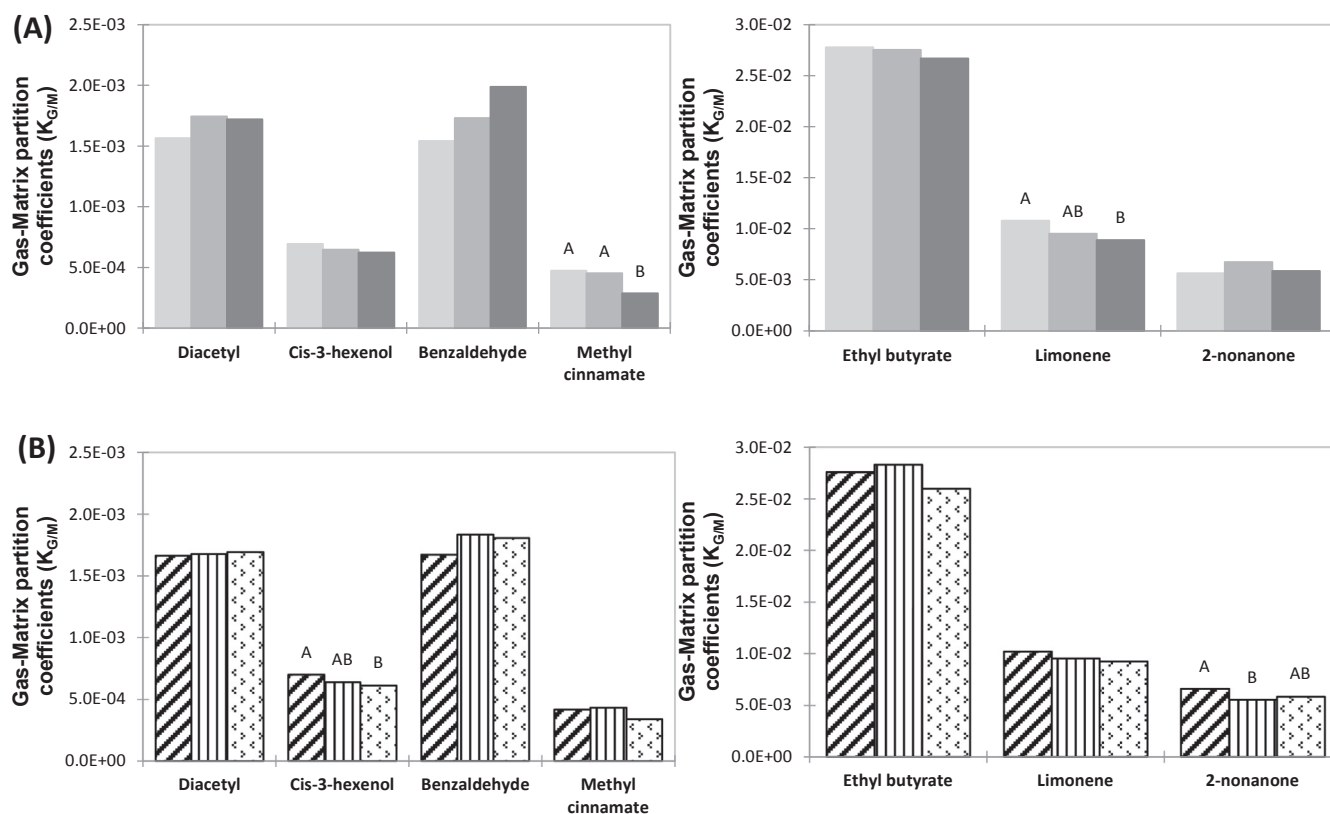 (A)
Gas-Matrix partition
coefficients (KG/M)
2.5E-03
2.0E-03
1.5E-03
1.0E-03
5.0E-04
0.0E+00
A
A
B
Diacetyl
Cis-3-hexenol
Benzaldehyde
Methyl
cinnamate
Gas-Matrix partition
coefficients (KG/M)
3.0E-02
2.5E-02
2.0E-02
1.5E-02
1.0E-02
5.0E-03
0.0E+00
A
AB
B
Ethyl butyrate
Limonene
2-nonanone
(B)
Gas-Matrix partition
coefficients (KG/M)
2.5E-03
2.0E-03
1.5E-03
1.0E-03
5.0E-04
0.0E+00
A
AB
B
Diacetyl
Cis-3-hexenol
Benzaldehyde
Methyl
cinnamate
Gas-Matrix partition
coefficients (KG/M)
3.0E-02
2.5E-02
2.0E-02
1.5E-02
1.0E-02
5.0E-03
0.0E+00
A
B
AB
Ethyl butyrate
Limonene
2-nonanone